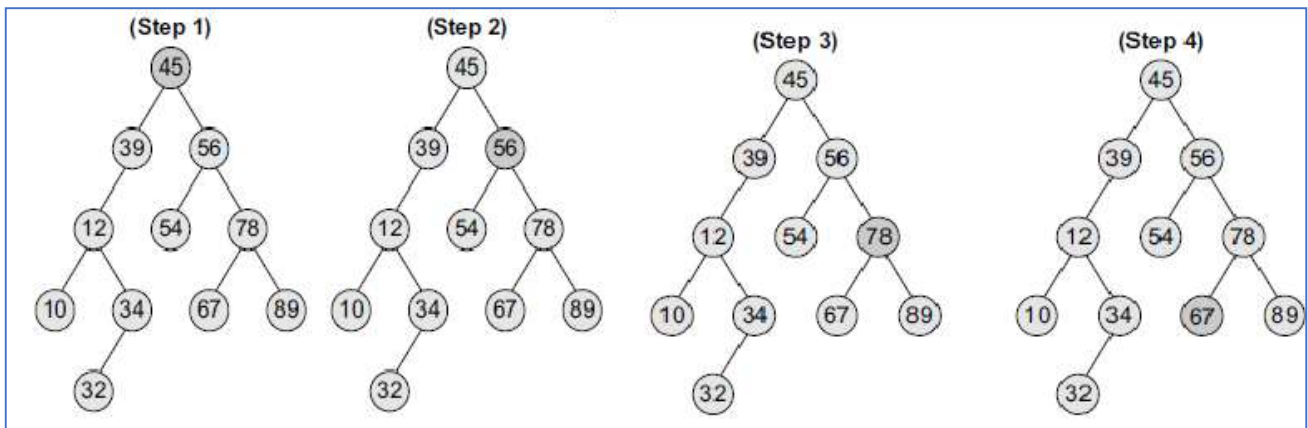 (Step 1) (Step 2) (Step 3) (Step 4)
45 45 45 45
39 56 39 56 39 56 39 56
12 54 78 12 54 78 12 54 78 12 54 78
10 34 67 89 10 34 67 89 10 34 67 89 10 34 67 89
32 32 32 32